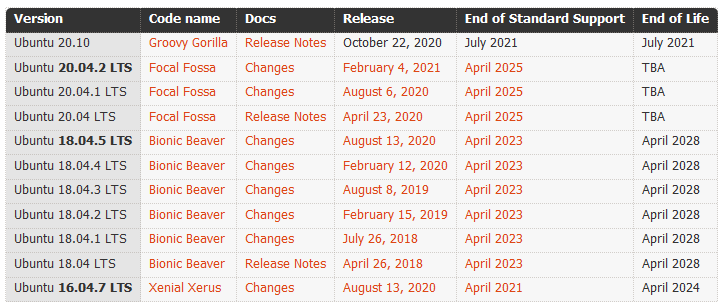 Version Code name Docs Release End of Standard Support End of Life
Ubuntu 20.10 Groovy Gorilla Release Notes October 22, 2020 July 2021 July 2021
Ubuntu 20.04.2 LTS Focal Fossa Changes February 4, 2021 April 2025 TBA
Ubuntu 20.04.1 LTS Focal Fossa Changes August 6, 2020 April 2025 TBA
Ubuntu 20.04 LTS Focal Fossa Release Notes April 23, 2020 April 2025 TBA
Ubuntu 18.04.5 LTS Bionic Beaver Changes August 13, 2020 April 2023 April 2028
Ubuntu 18.04.4 LTS Bionic Beaver Changes February 12, 2020 April 2023 April 2028
Ubuntu 18.04.3 LTS Bionic Beaver Changes August 8, 2019 April 2023 April 2028
Ubuntu 18.04.2 LTS Bionic Beaver Changes February 15, 2019 April 2023 April 2028
Ubuntu 18.04.1 LTS Bionic Beaver Changes July 26, 2018 April 2023 April 2028
Ubuntu 18.04 LTS Bionic Beaver Release Notes April 26, 2018 April 2023 April 2028
Ubuntu 16.04.7 LTS Xenial Xerus Changes August 13, 2020 April 2021 April 2024